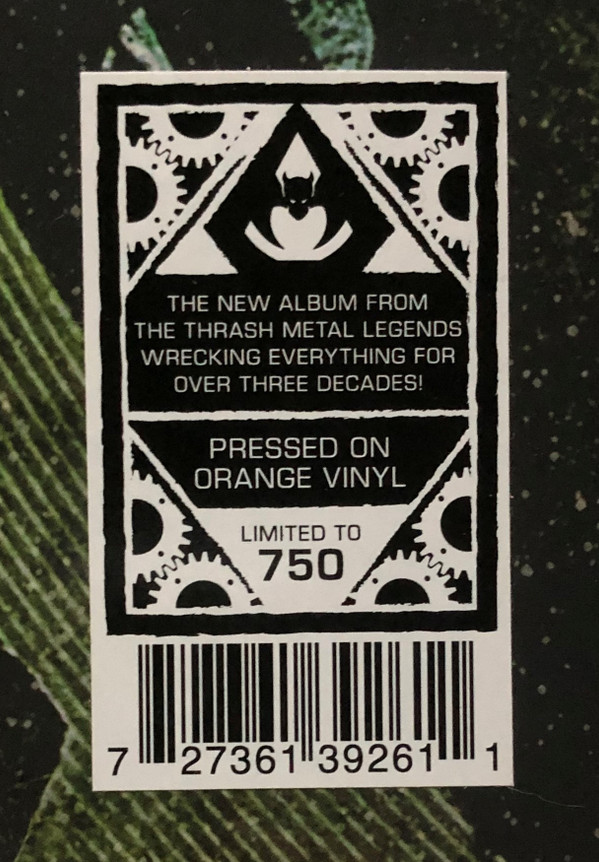 THE NEW ALBUM FROM
THE THRASH METAL LEGENDS
WRECKING EVERYTHING FOR
OVER THREE DECADES!
PRESSED ON
ORANGE VINYL
LIMITED TO
750
7 27361 39261 1